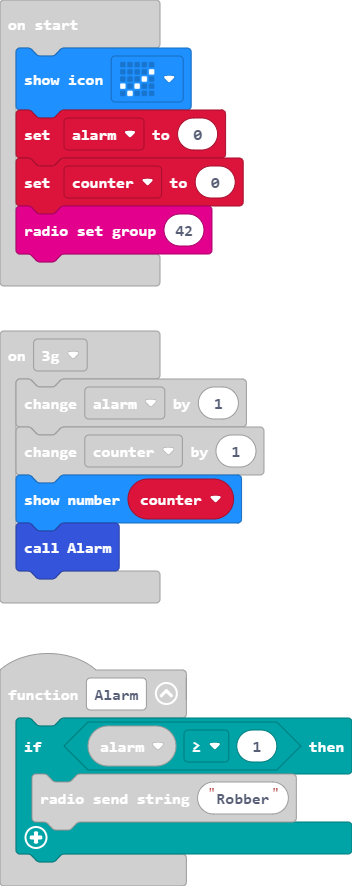 on start
show icon
set alarm to 0
set counter to 0
radio set group 42
on 3g
change alarm by 1
change counter by 1
show number counter
call Alarm
function Alarm
if alarm ≥ 1 then
radio send string "Robber"